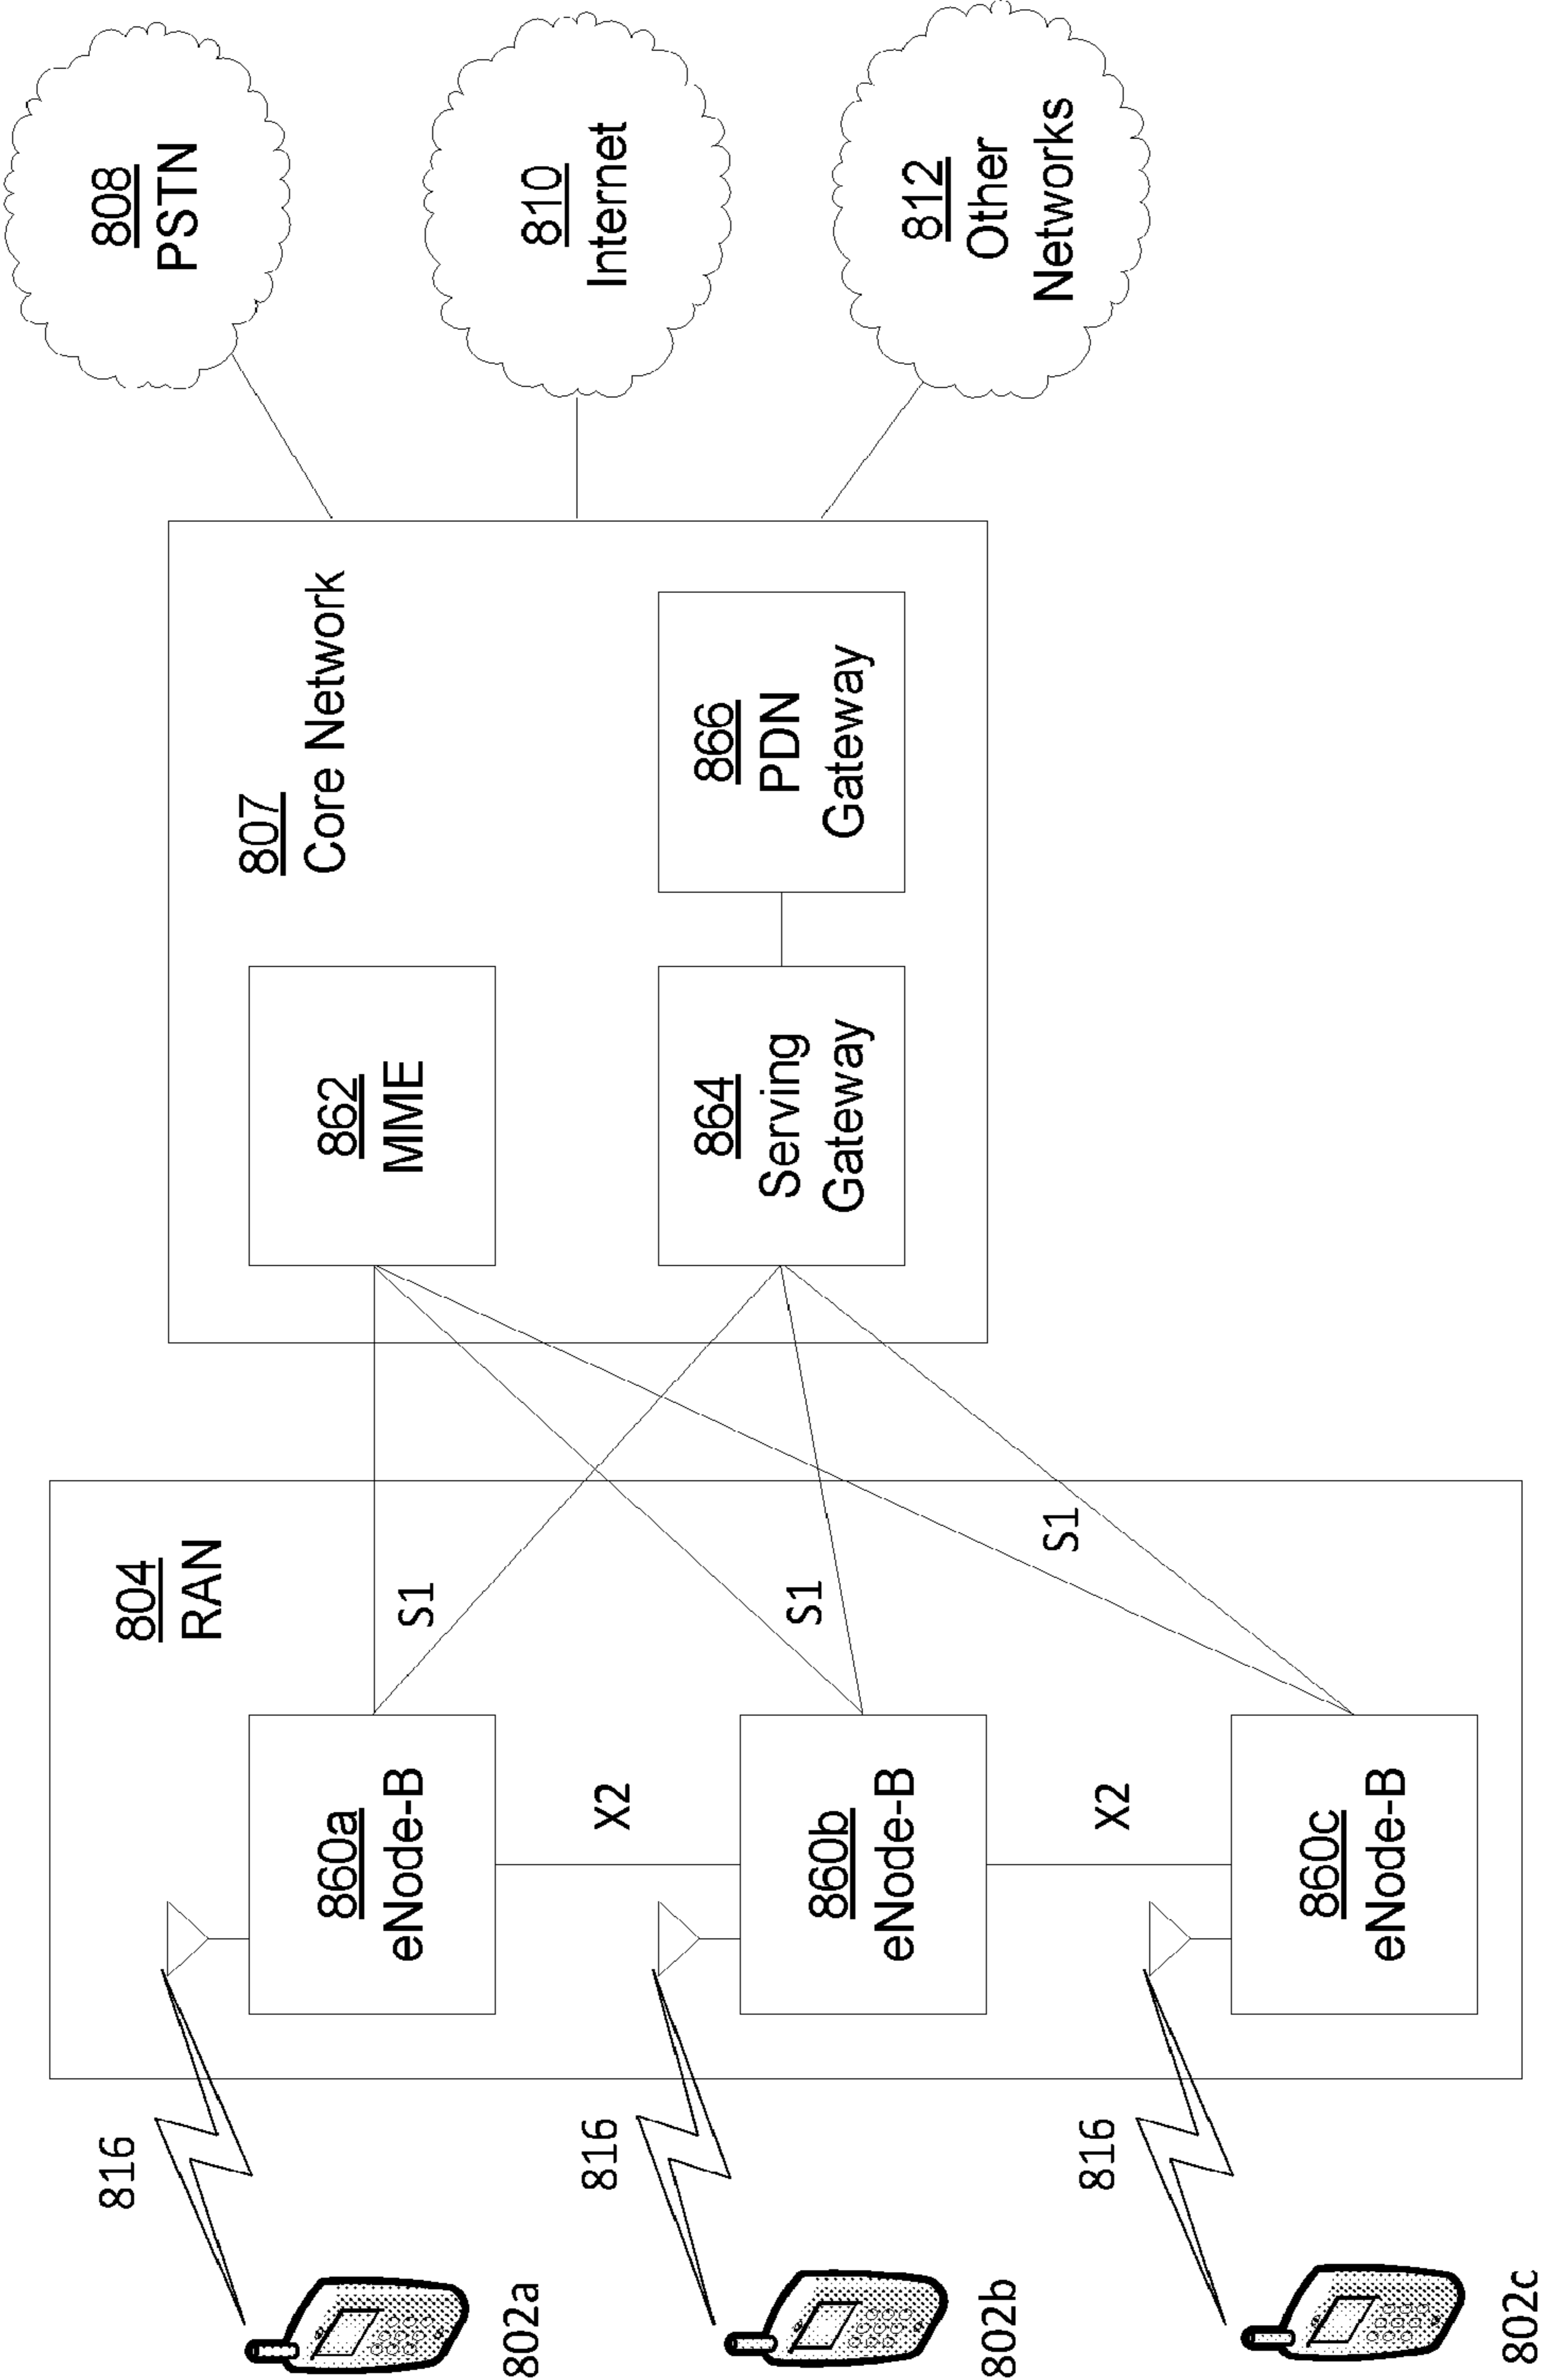 804
RAN
807
Core Network
808
PSTN
816
860a
eNode-B
S1
862
MME
802a
X2
810
Internet
816
860b
eNode-B
S1
864
Serving
Gateway
866
PDN
Gateway
802b
X2
S1
812
Other
Networks
816
860c
eNode-B
802c